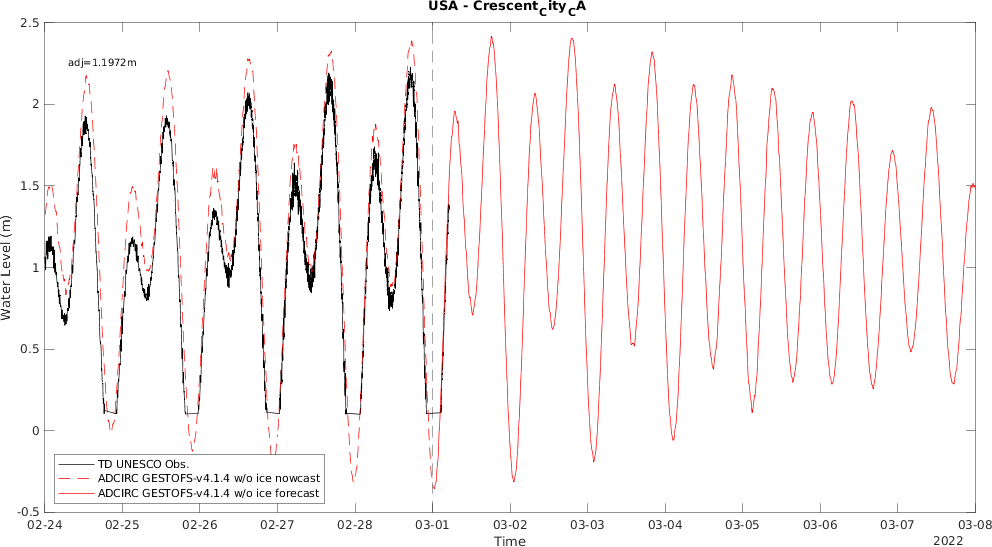 USA - Crescent_City_CA
2.5
adj=1.1972m
2
1.5
1
0.5
0
-0.5
Water Level (m)
TD UNESCO Obs.
ADCIRC GESTOFS-v4.1.4 w/o ice nowcast
ADCIRC GESTOFS-v4.1.4 w/o ice forecast
02-24 02-25 02-26 02-27 02-28 03-01 03-02 03-03 03-04 03-05 03-06 03-07 03-08
Time
2022